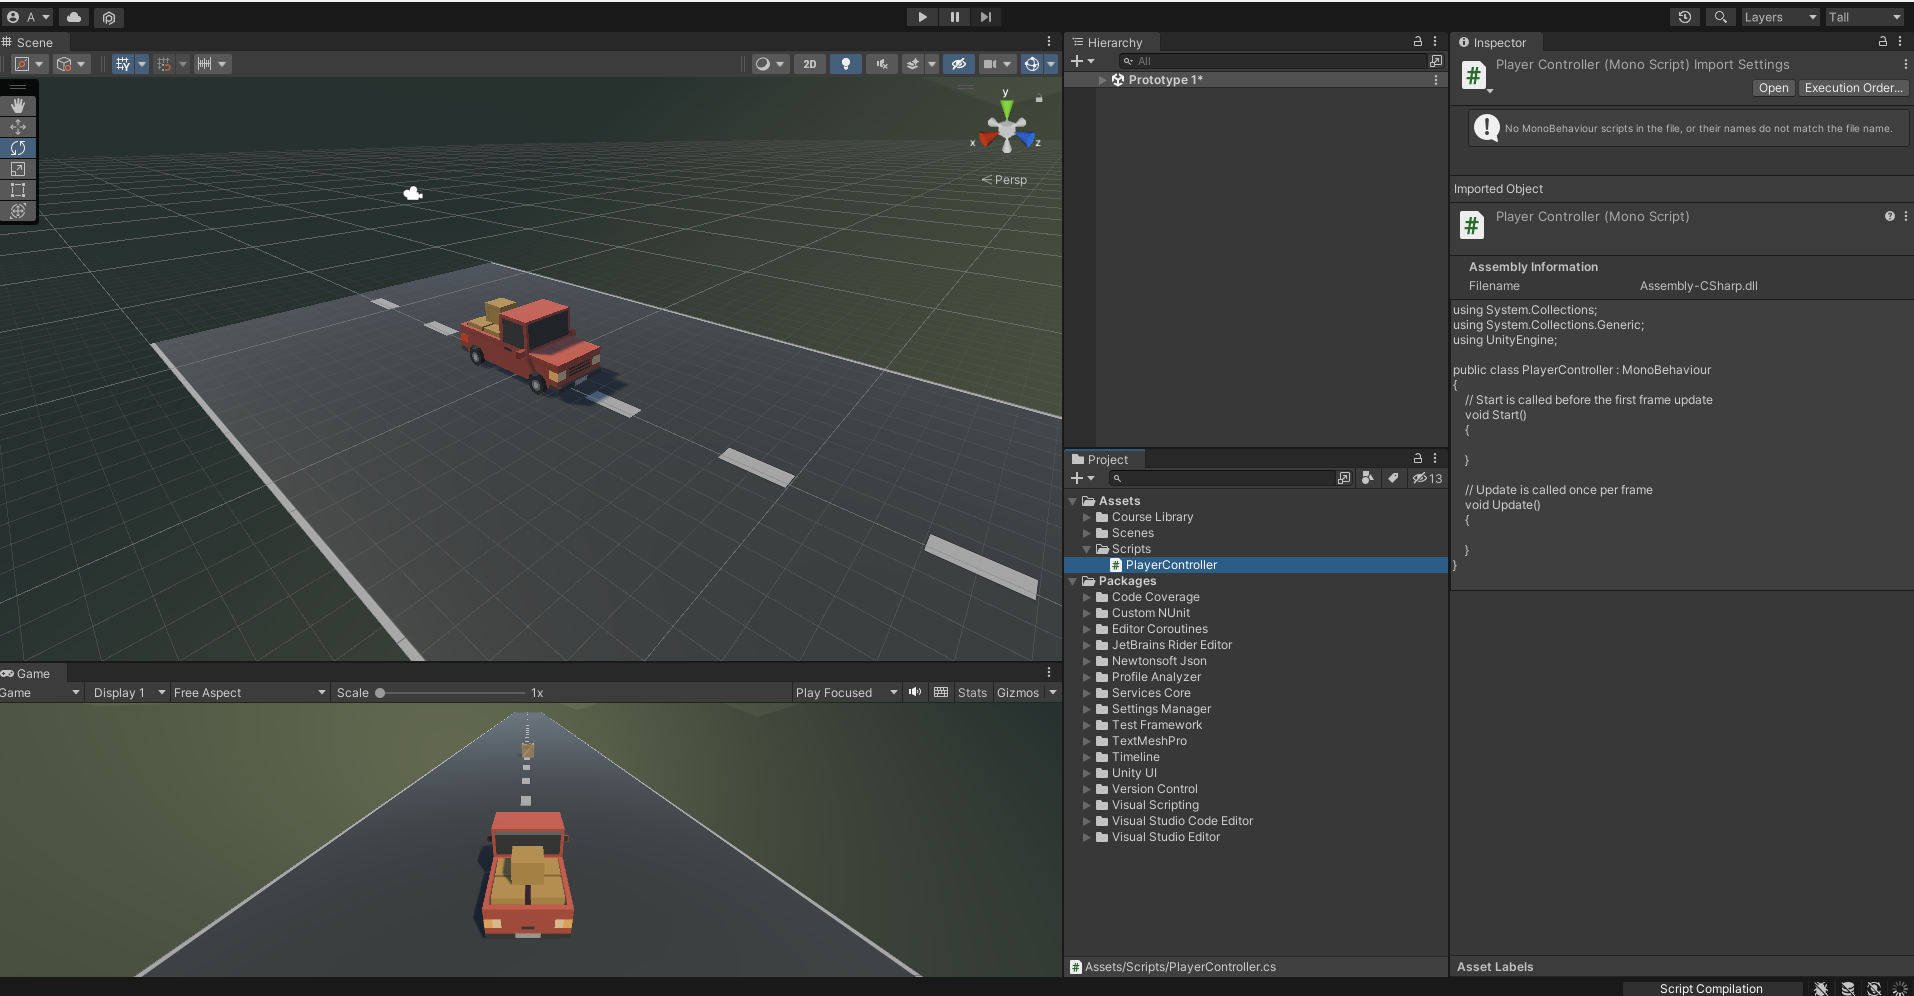 A
Layers
Tall
Scene
2D
y
x
z
Persp
Game
Game
Display 1
Free Aspect
Scale
1x
Play Focused
Stats
Gizmos
Hierarchy
All
Prototype 1*
Project
13
Assets
Course Library
Scenes
Scripts
PlayerController
Packages
Code Coverage
Custom NUnit
Editor Coroutines
JetBrains Rider Editor
Newtonsoft Json
Profile Analyzer
Services Core
Settings Manager
Test Framework
TextMeshPro
Timeline
Unity UI
Version Control
Visual Scripting
Visual Studio Code Editor
Visual Studio Editor
Assets/Scripts/PlayerController.cs
Inspector
Player Controller (Mono Script) Import Settings
Open
Execution Order...
No MonoBehaviour scripts in the file, or their names do not match the file name.
Imported Object
Player Controller (Mono Script)
Assembly Information
Filename Assembly-CSharp.dll
using System.Collections;
using System.Collections.Generic;
using UnityEngine;
public class PlayerController : MonoBehaviour
{
// Start is called before the first frame update
void Start()
{
}
// Update is called once per frame
void Update()
{
}
}
Asset Labels
Script Compilation